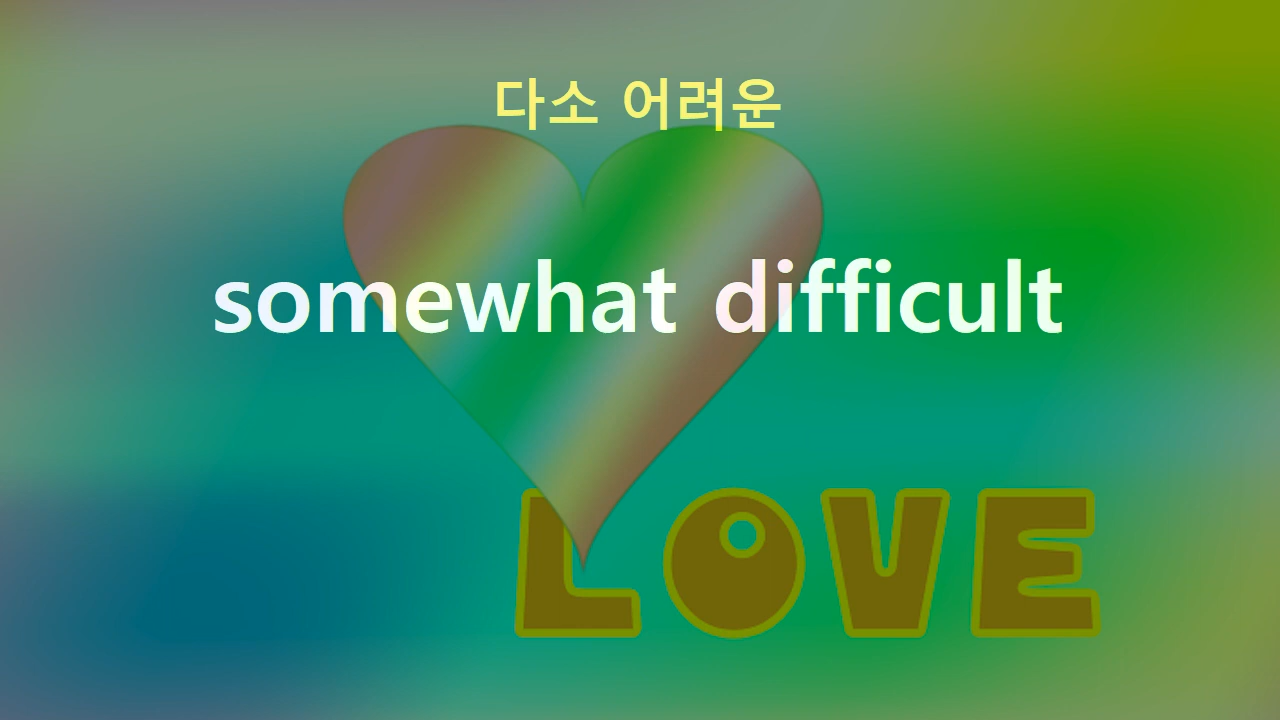 다소 어려운
somewhat difficult
LOVE